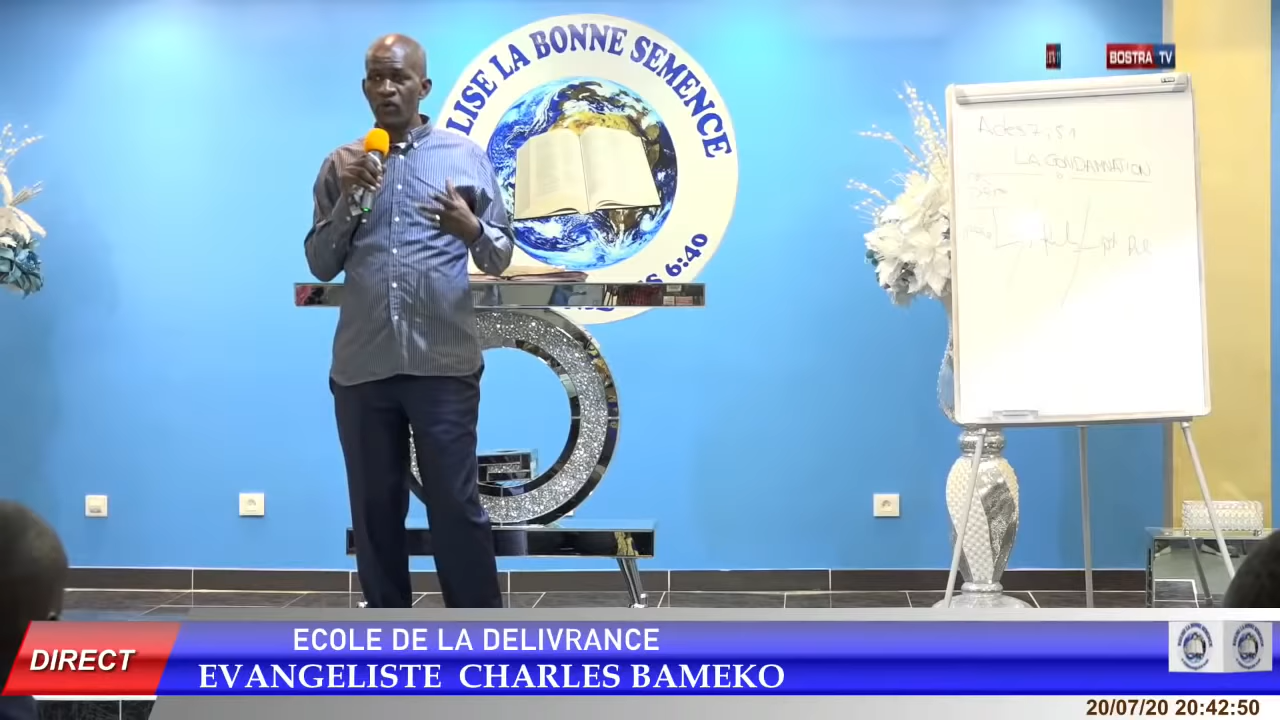 BOSTRA TV
LISE LA BONNE SEMENCE
6:40
Actes 7,51
LA CONDAMNATION
DIRECT
ECOLE DE LA DELIVRANCE
EVANGELISTE CHARLES BAMEKO
20/07/20 20:42:50